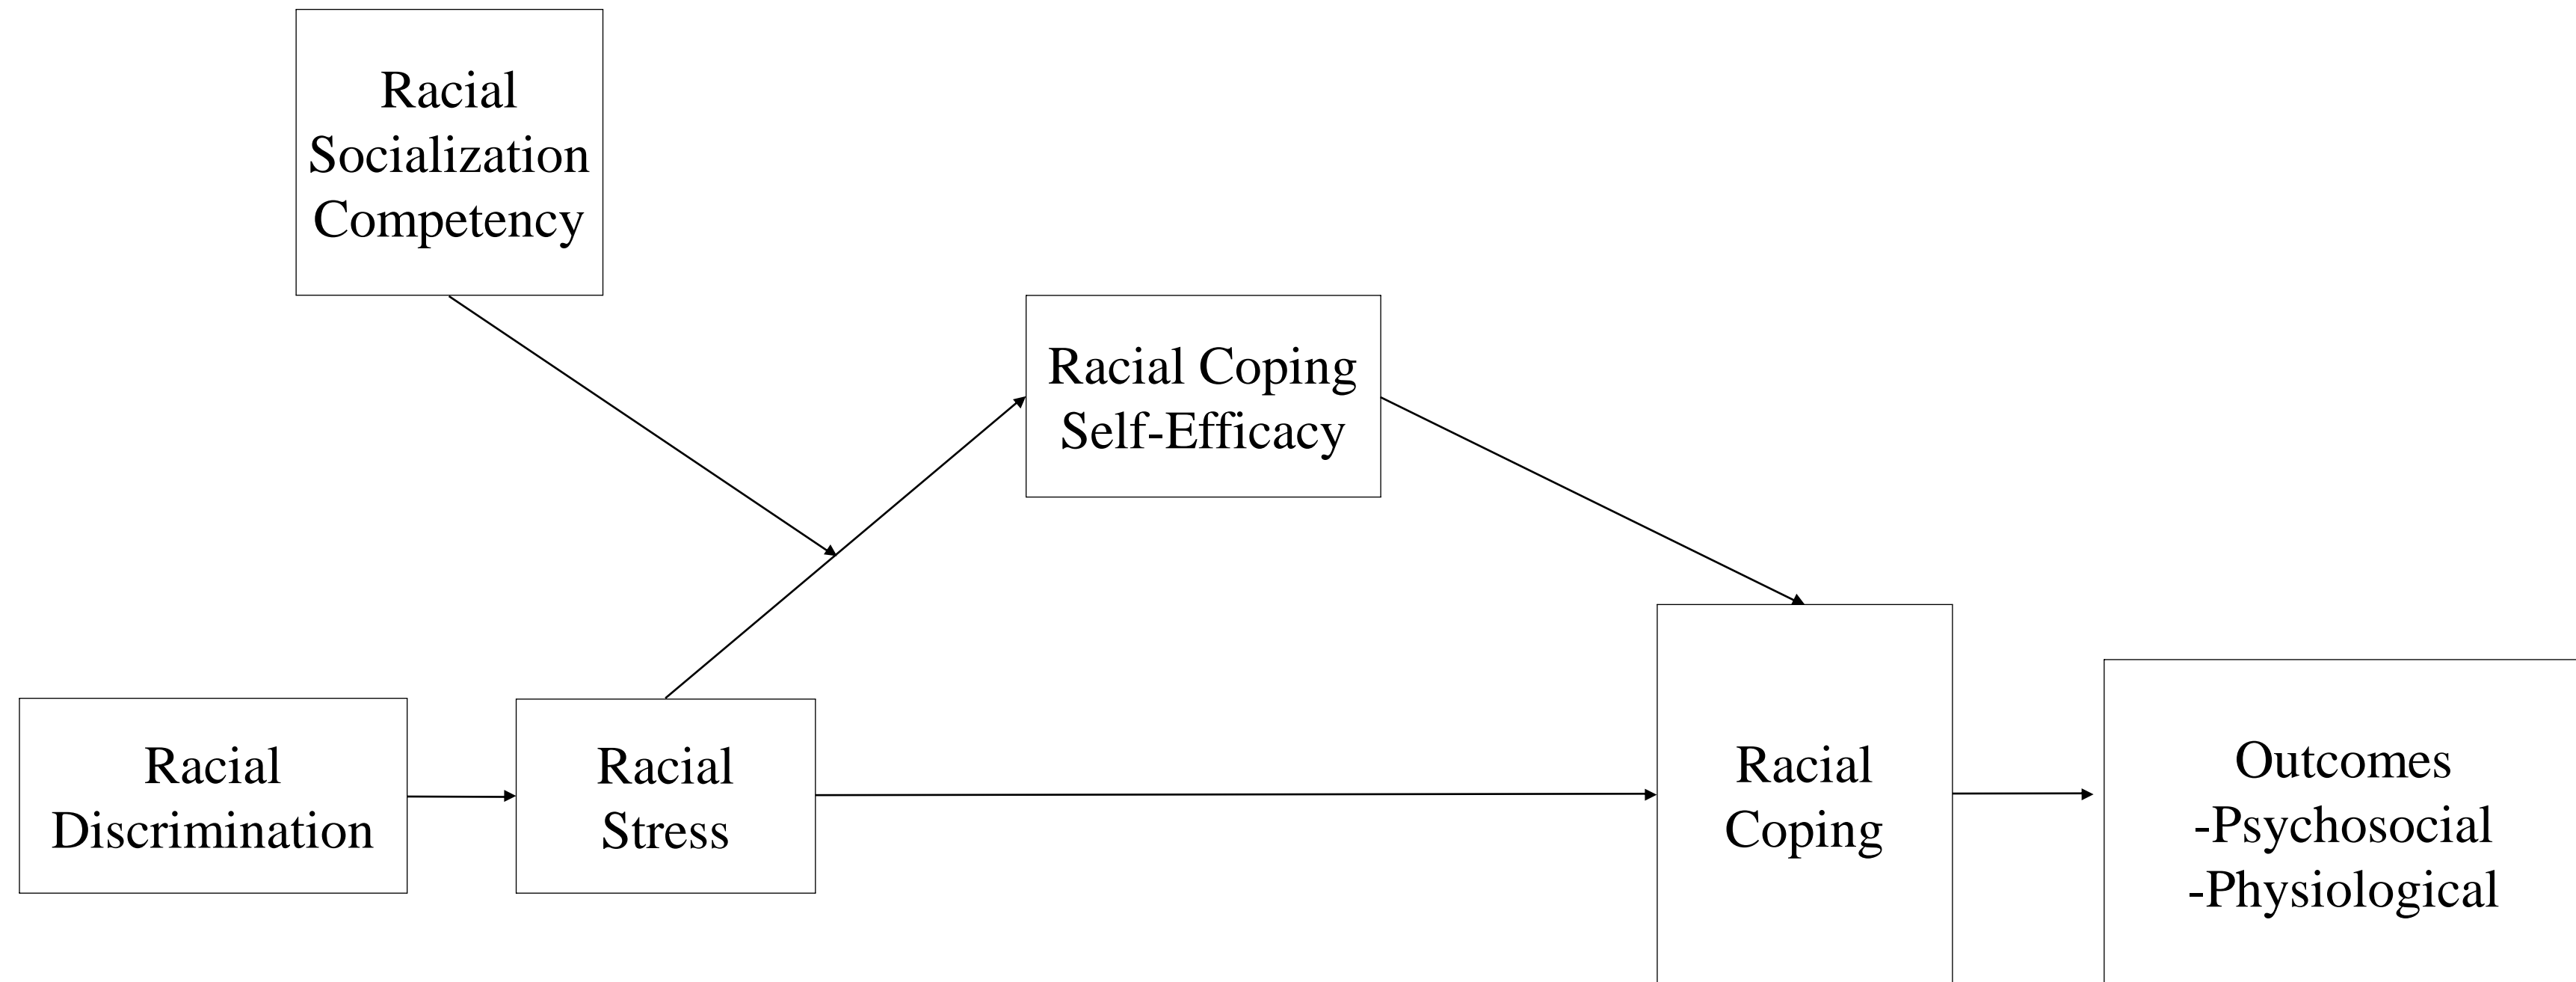 Racial
Socialization
Competency
Racial Coping
Self-Efficacy
Racial
Discrimination
Racial
Stress
Racial
Coping
Outcomes
-Psychosocial
-Physiological